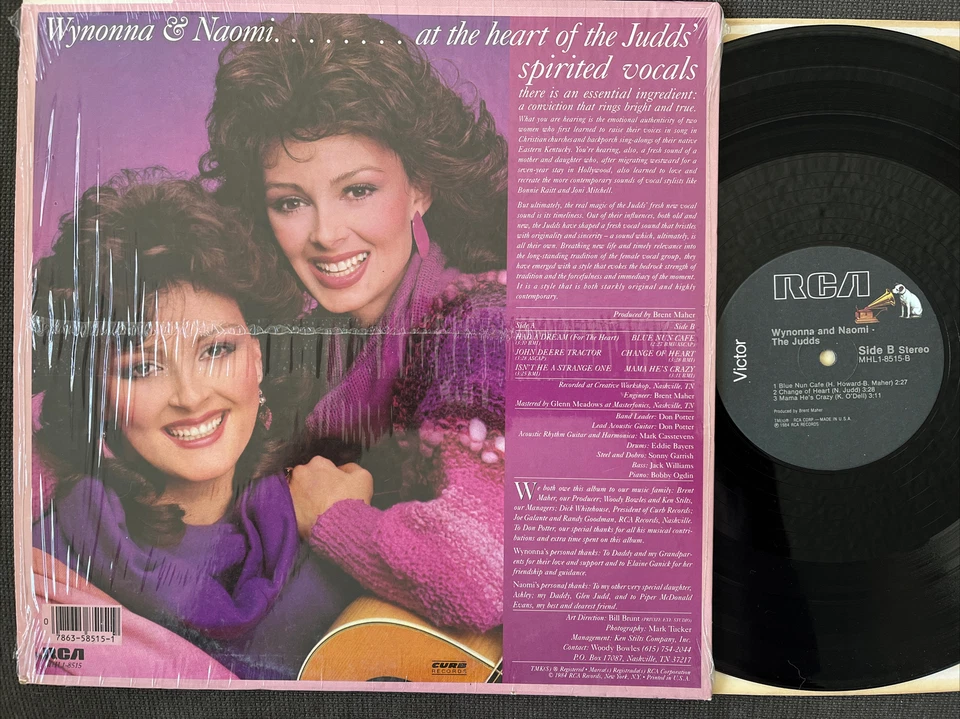 Wynonna & Naomi. . . . . . . . at the heart of the Judds'
spirited vocals
there is an essential ingredient:
a conviction that rings bright and true.
What you are hearing is the emotional authenticity of two
women who first learned to raise their voices in song in
Christian churches and backporch sing-alongs of their native
Eastern Kentucky. You're hearing, also, a fresh sound of a
mother and daughter who, after migrating westward for a
seven-year stay in Hollywood, also learned to love and
recreate the more contemporary sounds of vocal stylists like
Bonnie Raitt and Joni Mitchell.
But ultimately, the real magic of the Judds' fresh new vocal
sound is its timeliness. Out of their influences, both old and
new, the Judds have shaped a fresh vocal sound that bristles
with originality and sincerity – a sound which, ultimately, is
all their own. Breathing new life and timely relevance into
the long-standing tradition of the female vocal group, they
have emerged with a style that evokes the bedrock strength of
tradition and the forcefulness and immediacy of the moment.
It is a style that is both starkly original and highly
contemporary.
Produced by Brent Maher
Side A Side B
HAD A DREAM (For The Heart) BLUE NUN CAFE
JOHN DEERE TRACTOR CHANGE OF HEART
ISN'T HE A STRANGE ONE MAMA HE'S CRAZY
Recorded at Creative Workshop, Nashville, TN
Engineer: Brent Maher
Mastered by Glenn Meadows at Masterfonics, Nashville, TN
Band Leader: Don Potter
Lead Acoustic Guitar: Don Potter
Acoustic Rhythm Guitar and Harmonica: Mark Casstevens
Drums: Eddie Bayers
Steel and Dobro: Sonny Garrish
Bass: Jack Williams
Piano: Bobby Ogdin
We both owe this album to our music family: Brent
Maher, our Producer; Woody Bowles and Ken Stilts,
our Managers; Dick Whitehouse, President of Curb Records;
Joe Galante and Randy Goodman, RCA Records, Nashville.
To Don Potter, our special thanks for all his musical contri-
butions and extra time spent on this album.
Wynonna's personal thanks: To Daddy and my Grandpar-
ents for their love and support and to Elaine Ganick for her
friendship and guidance.
Naomi's personal thanks: To my other very special daughter,
Ashley; my Daddy, Glen Judd, and to Piper McDonald
Evans, my best and dearest friend.
Art Direction: Bill Brunt
Photography: Mark Tucker
Management: Ken Stilts Company, Inc.
Contact: Woody Bowles (615) 754-2044
P.O. Box 17087, Nashville, TN 37217
TMK(S) ® Registered • Marca(s) Registrada(s) RCA Corporation
© 1984 RCA Records, New York, N.Y. • Printed in U.S.A.
0 7863-58515-1
RCA
MHL1-8515
CURB
RECORDS
RCA
Victor
Wynonna and Naomi -
The Judds
Side B Stereo
MHL1-8515-B
1 Blue Nun Cafe (H. Howard-B. Maher) 2:27
2 Change of Heart (N. Judd) 3:28
3 Mama He's Crazy (K. O'Dell) 3:11
Produced by Brent Maher
TMK(s)® RCA CORP.—MADE IN U.S.A.
℗ 1984 RCA RECORDS